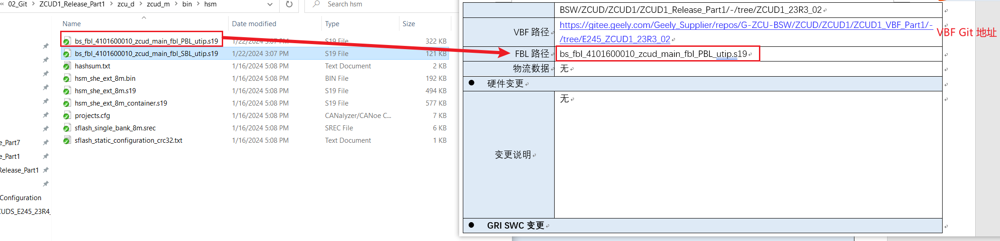 « 02_Git > ZCUD1_Release_Part1 > zcu_d > zcud_m > bin > hsm
Search hsm
Name Date modified Type Size
bs_fbl_4101600010_zcud_main_fbl_PBL_utip.s19 1/22/2024 3:07 PM S19 File 322 KB
bs_fbl_4101600010_zcud_main_fbl_SBL_utip.s19 1/22/2024 3:07 PM S19 File 121 KB
hashsum.txt 1/16/2024 5:08 PM Text Document 2 KB
hsm_she_ext_8m.bin 1/16/2024 5:08 PM BIN File 192 KB
hsm_she_ext_8m.s19 1/16/2024 5:08 PM S19 File 494 KB
hsm_she_ext_8m_container.s19 1/16/2024 5:08 PM S19 File 577 KB
projects.cfg 1/16/2024 5:08 PM CANalyzer/CANoe C... 7 KB
sflash_single_bank_8m.srec 1/16/2024 5:08 PM SREC File 6 KB
sflash_static_configuration_crc32.txt 1/16/2024 5:08 PM Text Document 1 KB
e_Part7
e_Part1
Release_Part1
Configuration
CUDS_E245_23R4_
BSW/ZCUD/ZCUD1/ZCUD1_Release_Part1/-/tree/ZCUD1_23R3_02
VBF 路径
https://gitee.geely.com/Geely_Supplier/repos/G-ZCU-BSW/ZCUD/ZCUD1/ZCUD1_VBF_Part1/-
/tree/E245_ZCUD1_23R3_02
VBF Git 地址
FBL 路径 bs_fbl_4101600010_zcud_main_fbl_PBL_utip.s19
物流数据 无
● 硬件变更
变更说明 无
● GRI SWC 变更